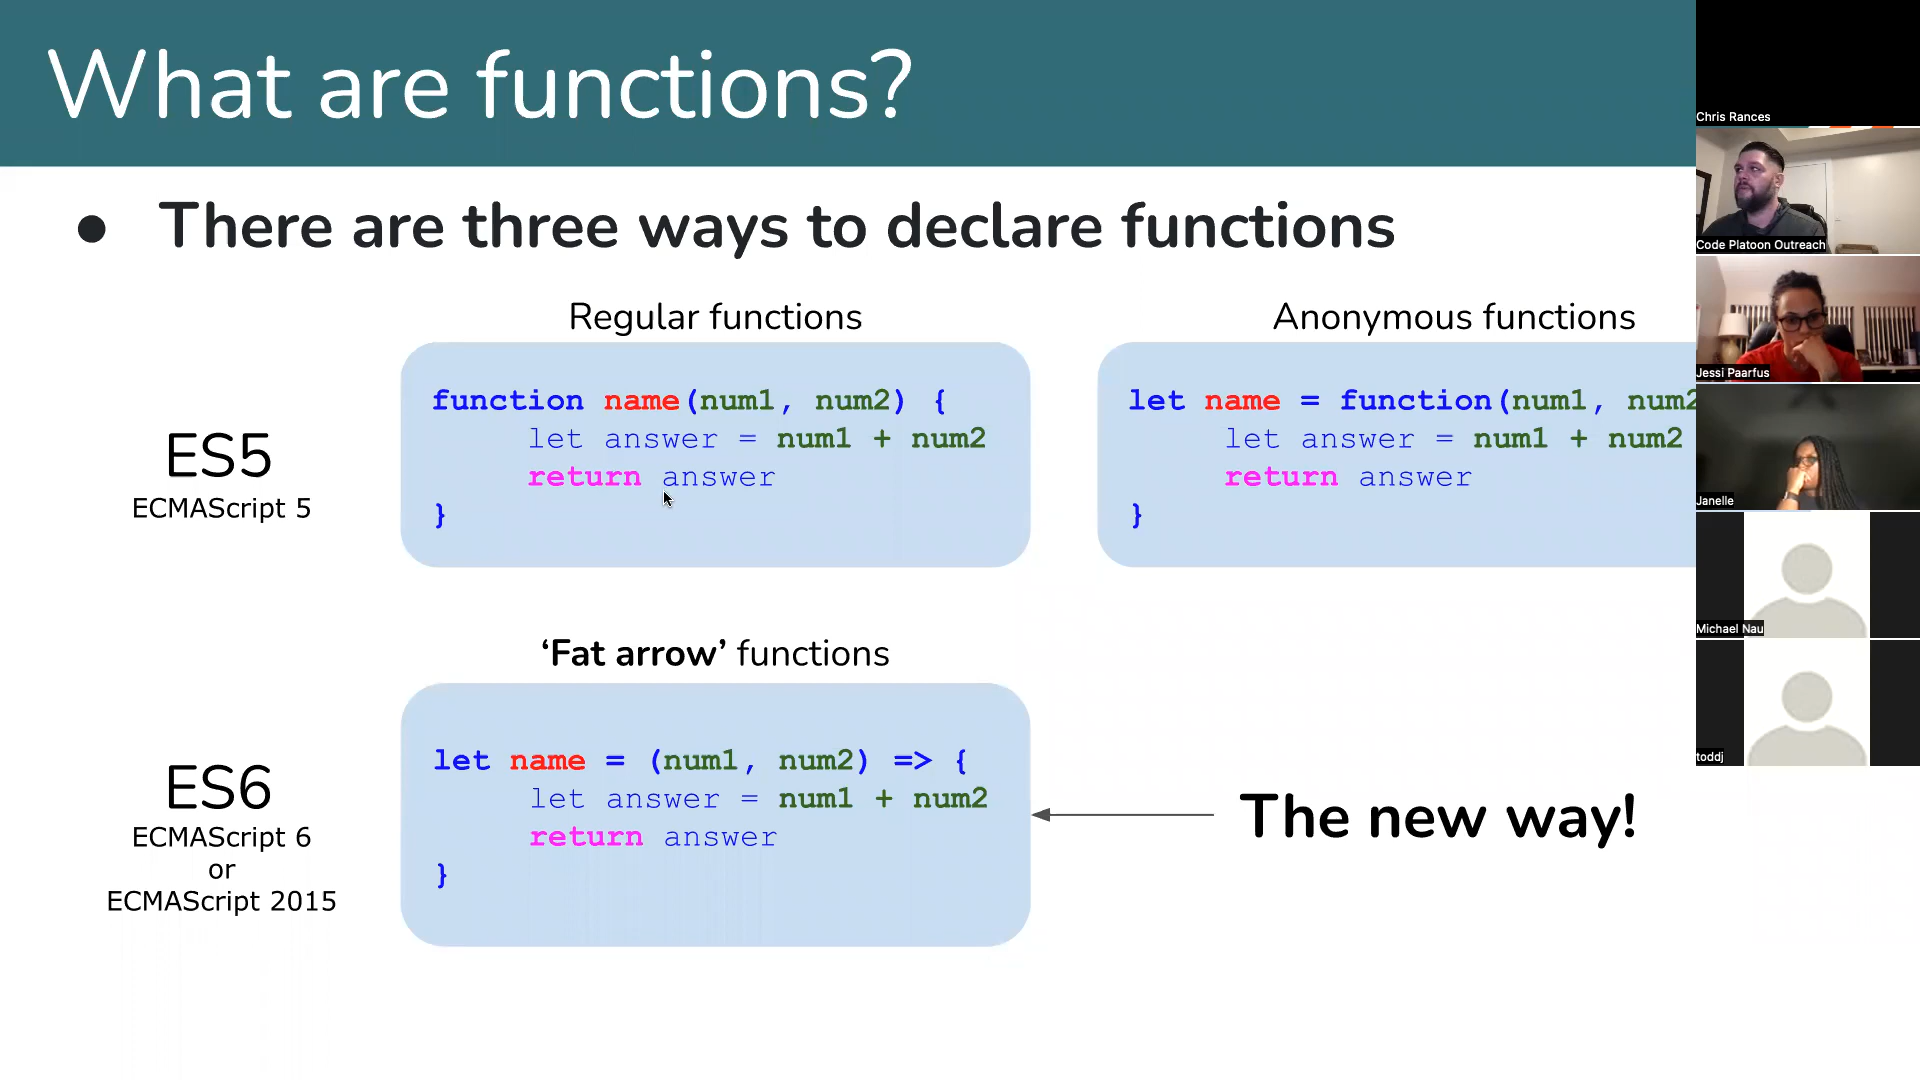 What are functions?
● There are three ways to declare functions
Regular functions
Anonymous functions
ES5
ECMAScript 5
function name(num1, num2) {
let answer = num1 + num2
return answer
}
let name = function(num1, num2
let answer = num1 + num2
return answer
}
‘Fat arrow’ functions
ES6
ECMAScript 6
or
ECMAScript 2015
let name = (num1, num2) => {
let answer = num1 + num2
return answer
}
The new way!
Chris Rances
Code Platoon Outreach
Jessi Paarfus
Janelle
Michael Nau
toddj